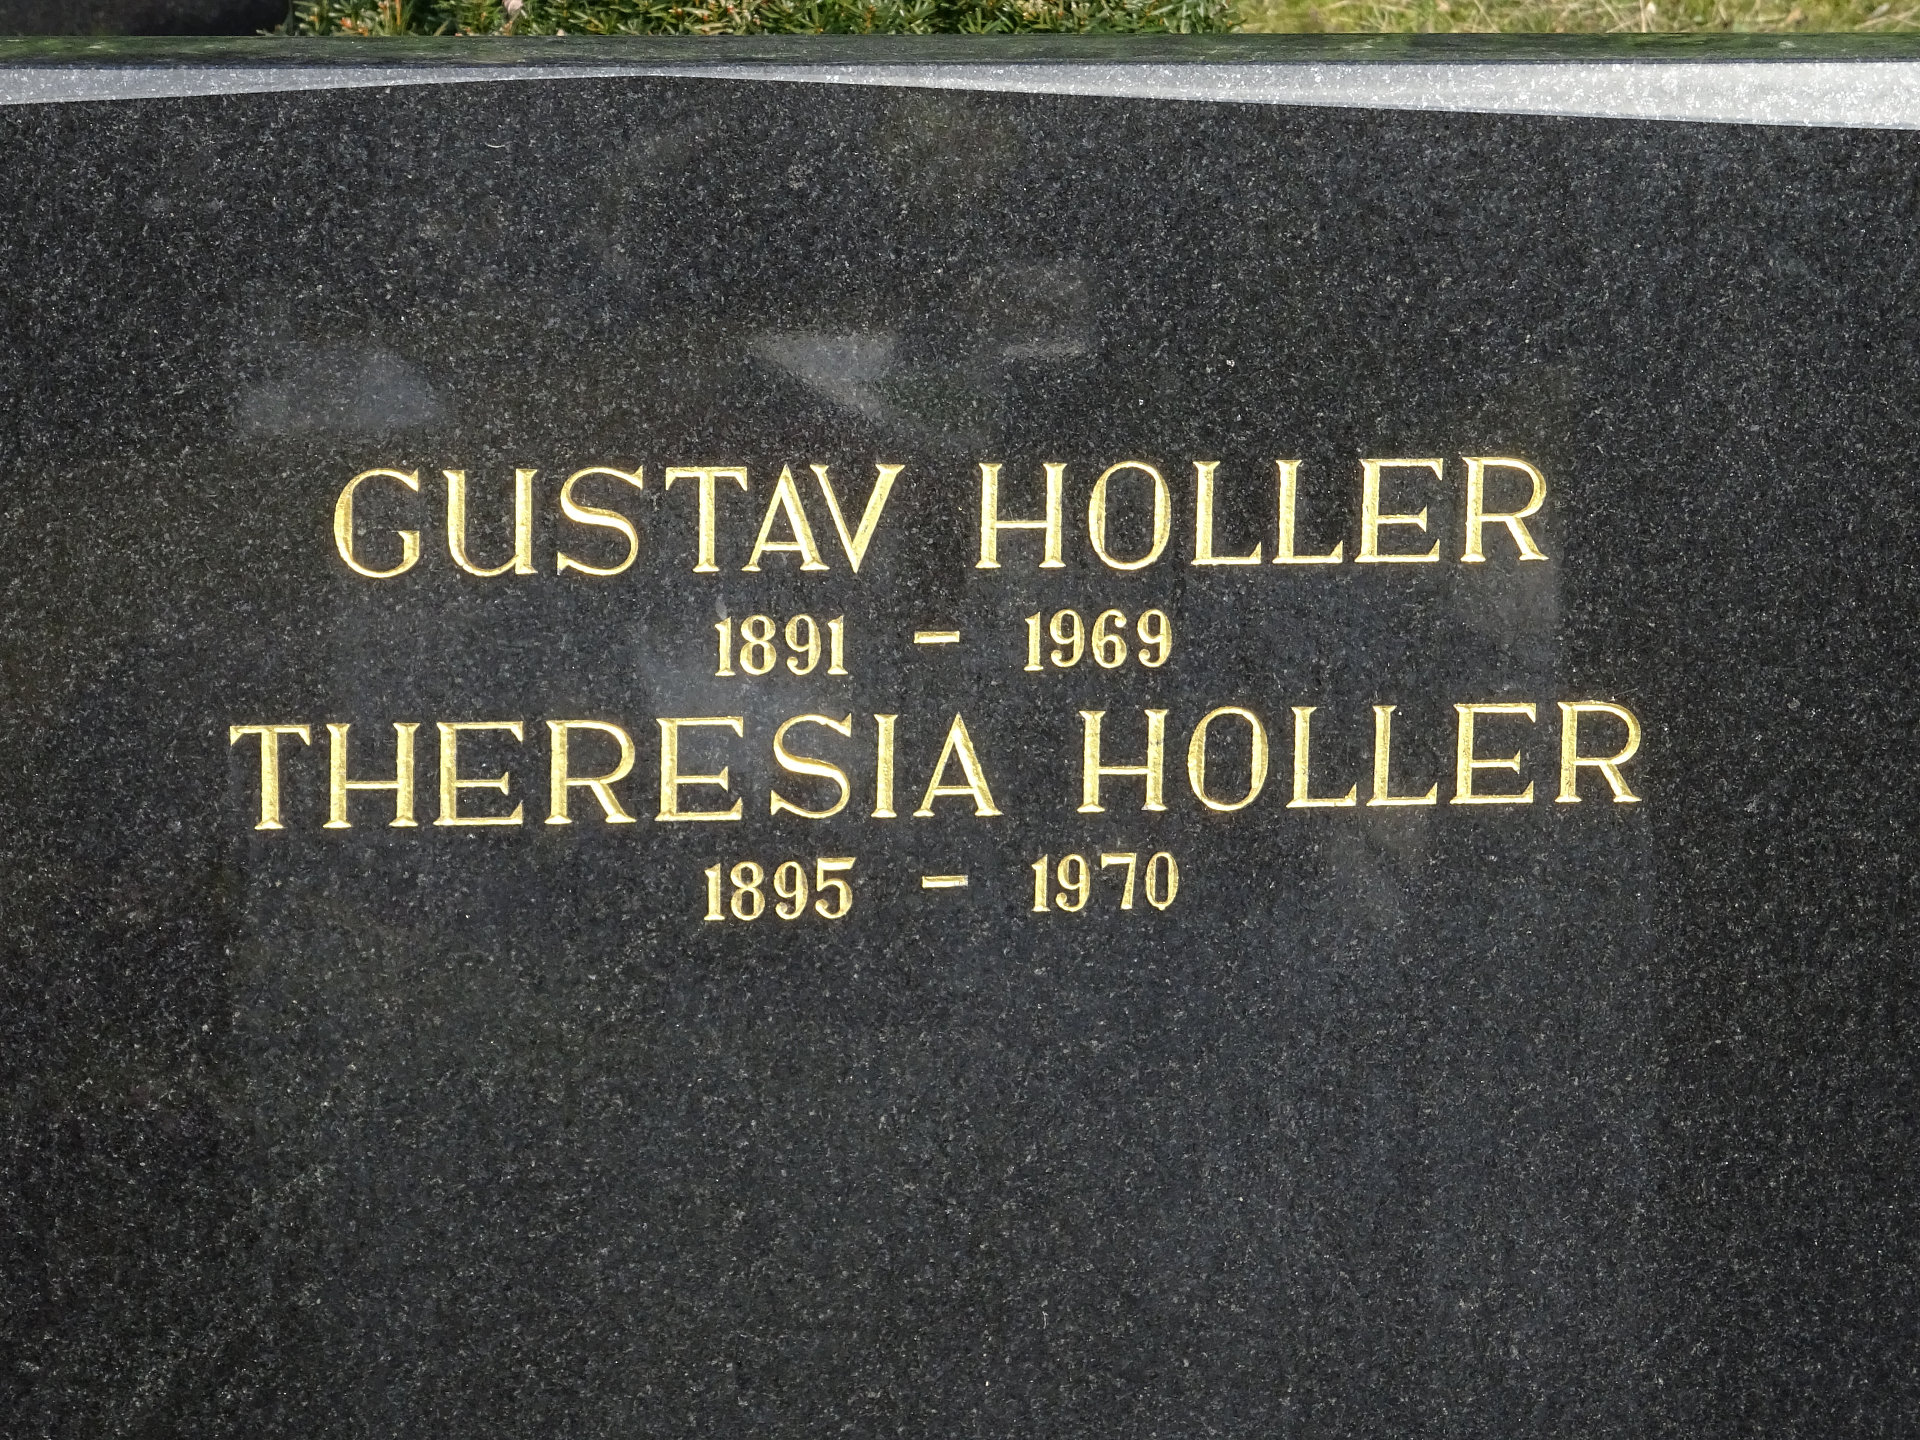 GUSTAV HOLLER
1891 - 1969
THERESIA HOLLER
1895 - 1970